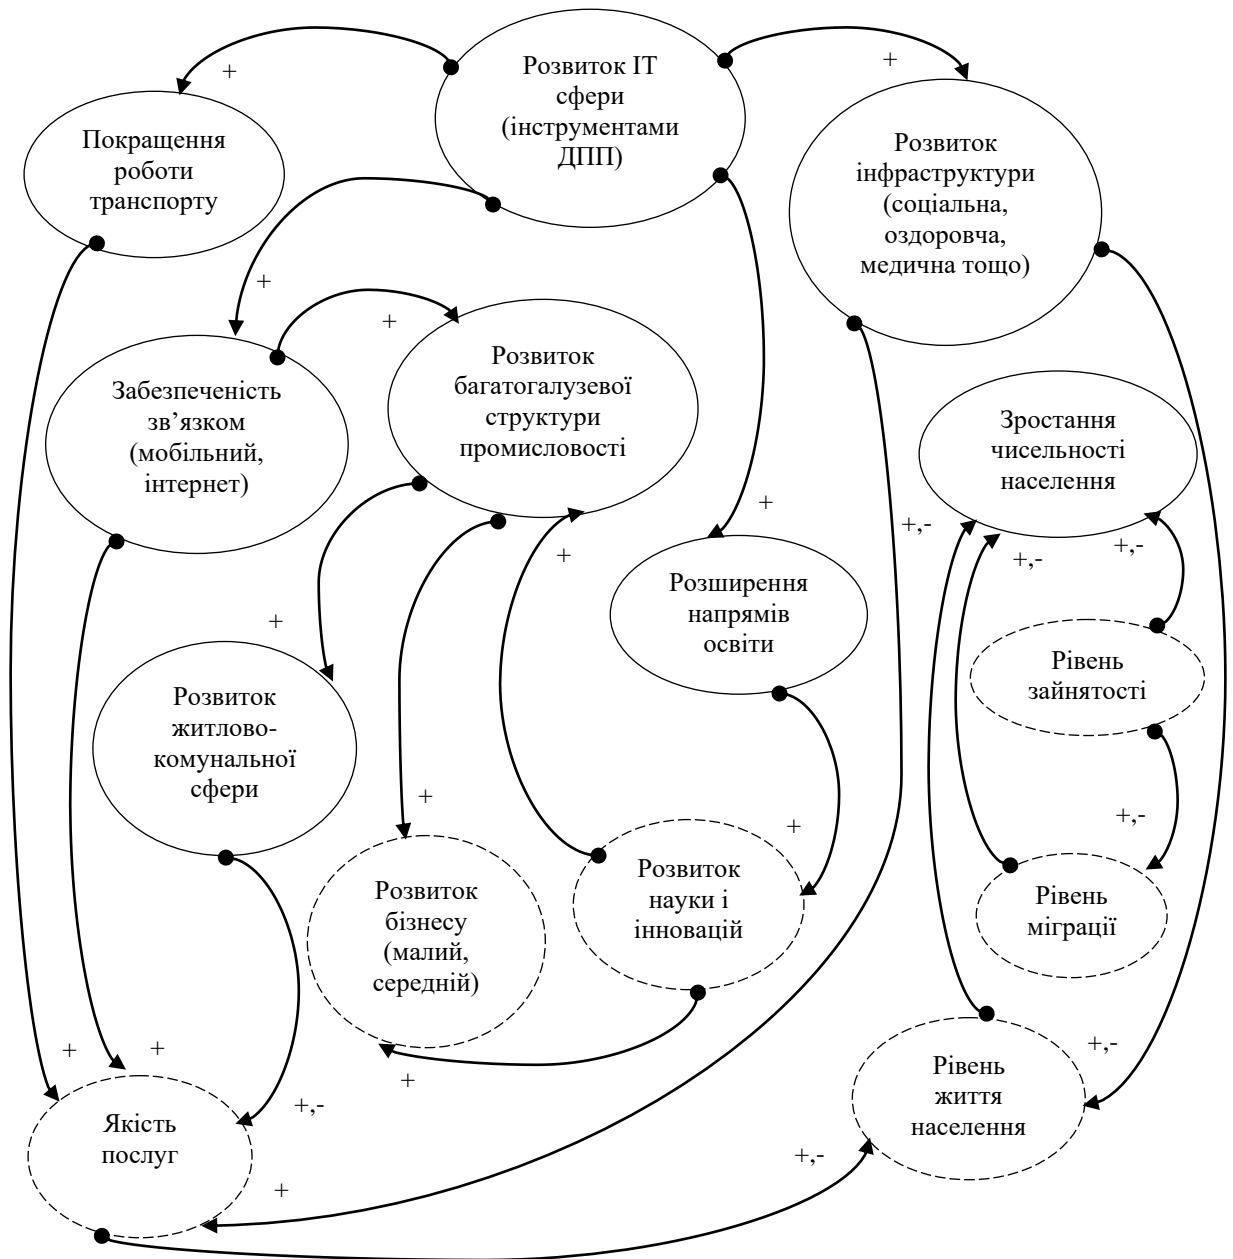 Розвиток ІТ
сфери
(інструментами
ДПП)
+
+
Покращення
роботи
транспорту
Розвиток
інфраструктури
(соціальна,
оздоровча,
медична тощо)
+
+
Забезпеченість
зв’язком
(мобільний,
інтернет)
Розвиток
багатогалузевої
структури
промисловості
Зростання
чисельності
населення
+
+,-
+
+,-
+,-
Розширення
напрямів
освіти
+
Рівень
зайнятості
Розвиток
житлово-
комунальної
сфери
+
+
+,-
Розвиток
бізнесу
(малий,
середній)
Розвиток
науки і
інновацій
Рівень
міграції
+
+
+,-
+
+,-
Рівень
життя
населення
Якість
послуг
+,-
+